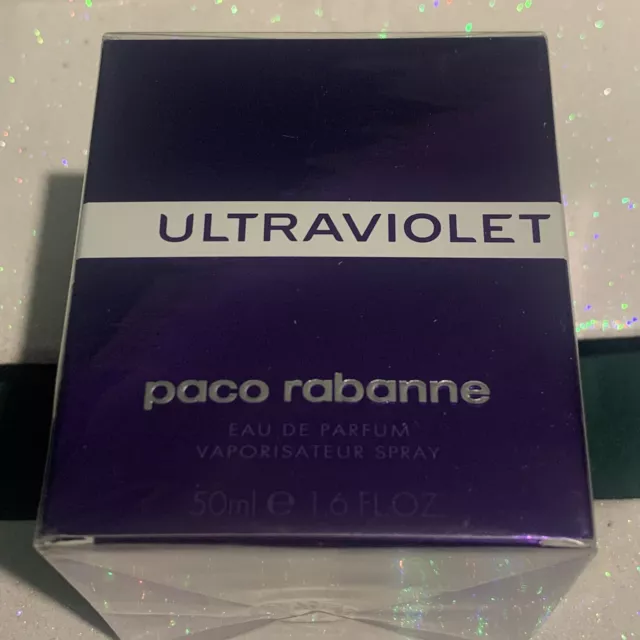 ULTRAVIOLET
paco rabanne
EAU DE PARFUM
VAPORISATEUR SPRAY
50ml e 1.6 FL.OZ